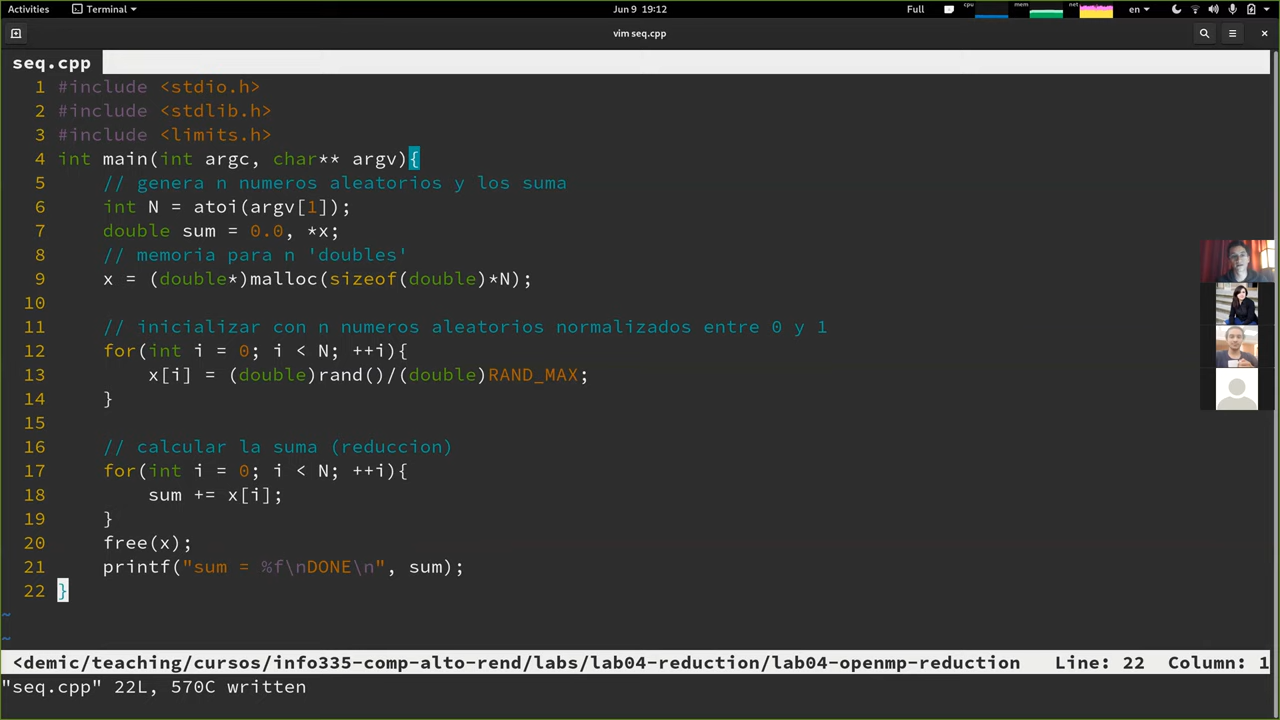 Activities Terminal Jun 9 19:12 Full cpu mem net en
vim seq.cpp
seq.cpp
1 #include <stdio.h>
2 #include <stdlib.h>
3 #include <limits.h>
4 int main(int argc, char** argv){
5 // genera n numeros aleatorios y los suma
6 int N = atoi(argv[1]);
7 double sum = 0.0, *x;
8 // memoria para n 'doubles'
9 x = (double*)malloc(sizeof(double)*N);
10
11 // inicializar con n numeros aleatorios normalizados entre 0 y 1
12 for(int i = 0; i < N; ++i){
13 x[i] = (double)rand()/(double)RAND_MAX;
14 }
15
16 // calcular la suma (reduccion)
17 for(int i = 0; i < N; ++i){
18 sum += x[i];
19 }
20 free(x);
21 printf("sum = %f\nDONE\n", sum);
22 }
~
~
<demic/teaching/cursos/info335-comp-alto-rend/labs/lab04-reduction/lab04-openmp-reduction Line: 22 Column: 1
"seq.cpp" 22L, 570C written